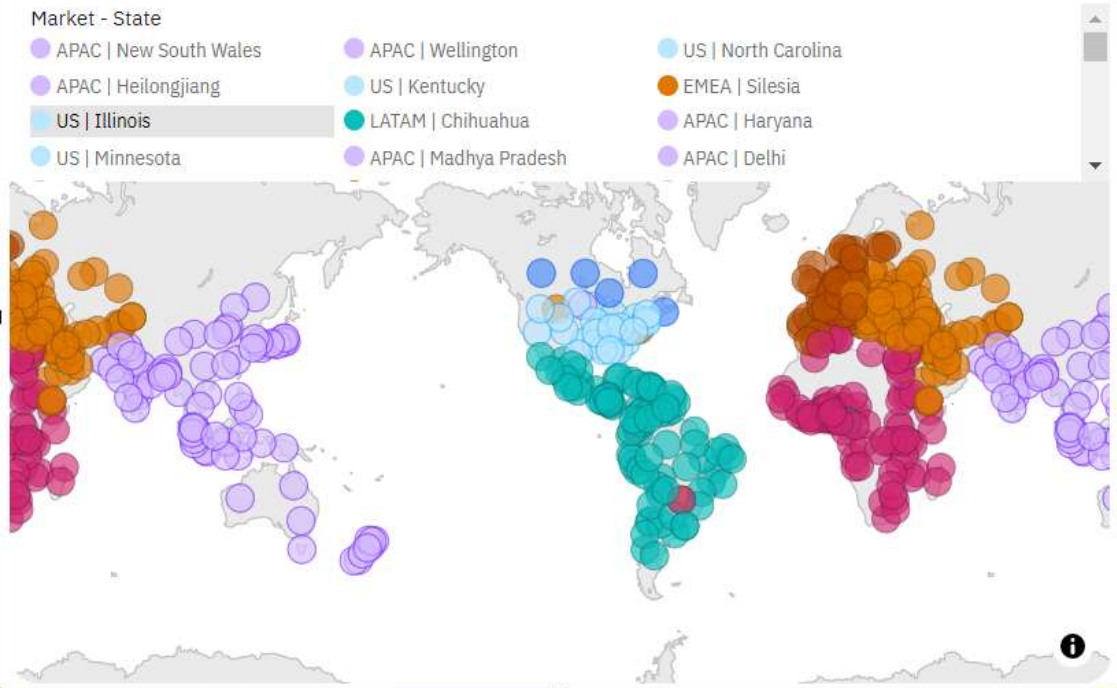 Market - State
APAC | New South Wales APAC | Wellington US | North Carolina
APAC | Heilongjiang US | Kentucky EMEA | Silesia
US | Illinois LATAM | Chihuahua APAC | Haryana
US | Minnesota APAC | Madhya Pradesh APAC | Delhi